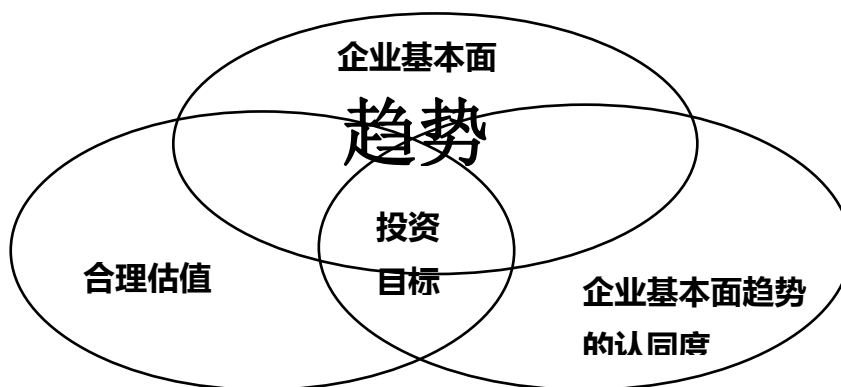 企业基本面
趋势
投资
目标
合理估值
企业基本面趋势
的认同度